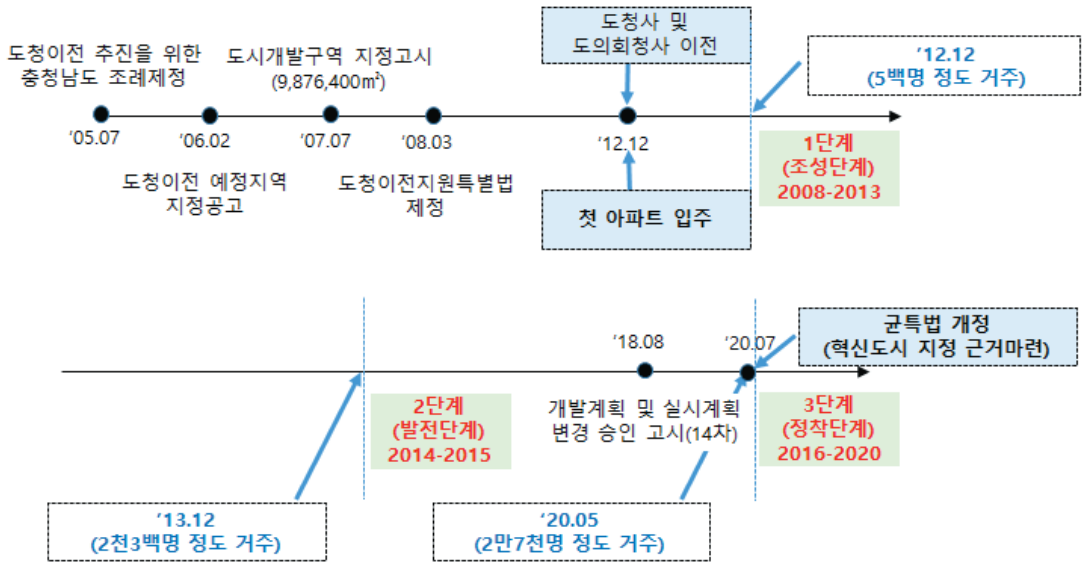 도청이전 추진을 위한
충청남도 조례제정
도시개발구역 지정고시
(9,876,400㎡)
도청사 및
도의회청사 이전
‘12.12
(5백명 정도 거주)
‘05.07
‘06.02
‘07.07
‘08.03
‘12.12
도청이전 예정지역
지정공고
도청이전지원특별법
제정
첫 아파트 입주
1단계
(조성단계)
2008-2013
‘18.08
‘20.07
균특법 개정
(혁신도시 지정 근거마련)
2단계
(발전단계)
2014-2015
개발계획 및 실시계획
변경 승인 고시(14차)
3단계
(정착단계)
2016-2020
‘13.12
(2천3백명 정도 거주)
‘20.05
(2만7천명 정도 거주)